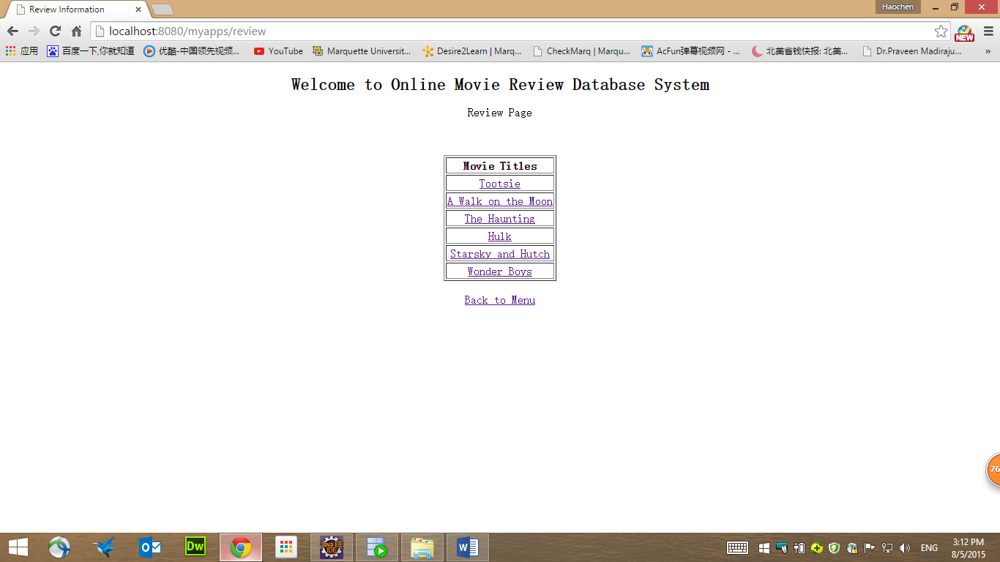 Review Information
Haochen
localhost:8080/myapps/review
NEW
应用 百度一下,你就知道 优酷-中国领先视频... YouTube Marquette Universit... Desire2Learn | Marq... CheckMarq | Marqu... AcFun弹幕视频网 - ... 北美省钱快报: 北美... Dr.Praveen Madiraju... »
Welcome to Online Movie Review Database System
Review Page
Movie Titles
Tootsie
A Walk on the Moon
The Haunting
Hulk
Starsky and Hutch
Wonder Boys
Back to Menu
76
Dw
Java EE
IDE
ENG
3:12 PM
8/5/2015